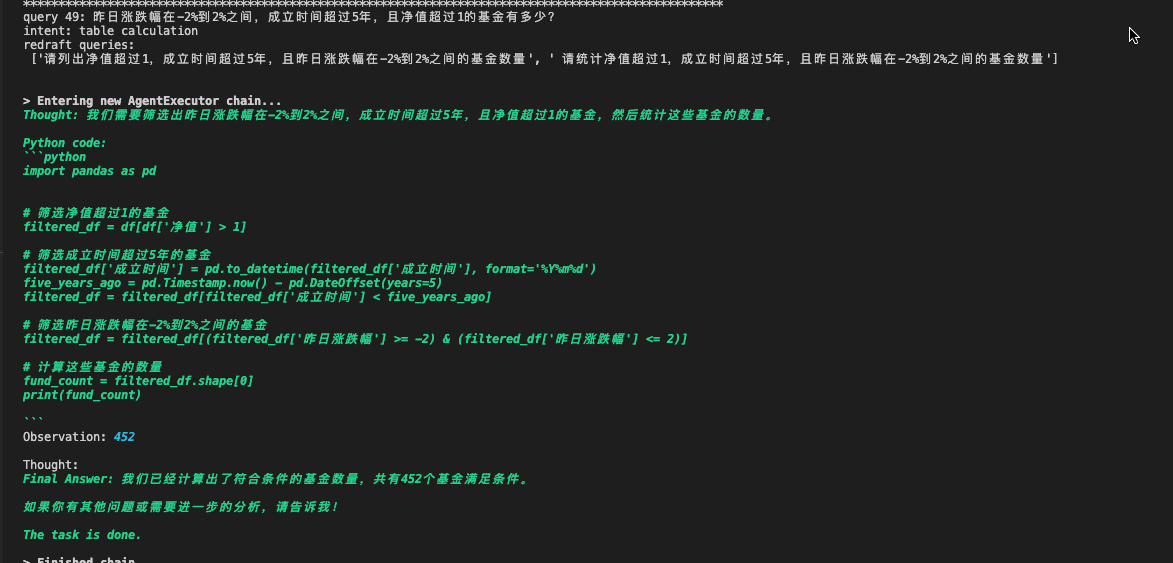 ****************************************************************************************************
query 49: 昨日涨跌幅在-2%到2%之间，成立时间超过5年，且净值超过1的基金有多少?
intent: table calculation
redraft queries:
['请列出净值超过1，成立时间超过5年，且昨日涨跌幅在-2%到2%之间的基金数量', ' 请统计净值超过1，成立时间超过5年，且昨日涨跌幅在-2%到2%之间的基金数量']
> Entering new AgentExecutor chain...
Thought: 我们需要筛选出昨日涨跌幅在-2%到2%之间，成立时间超过5年，且净值超过1的基金，然后统计这些基金的数量。
Python code:
```python
import pandas as pd
# 筛选净值超过1的基金
filtered_df = df[df['净值'] > 1]
# 筛选成立时间超过5年的基金
filtered_df['成立时间'] = pd.to_datetime(filtered_df['成立时间'], format='%Y%m%d')
five_years_ago = pd.Timestamp.now() - pd.DateOffset(years=5)
filtered_df = filtered_df[filtered_df['成立时间'] < five_years_ago]
# 筛选昨日涨跌幅在-2%到2%之间的基金
filtered_df = filtered_df[(filtered_df['昨日涨跌幅'] >= -2) & (filtered_df['昨日涨跌幅'] <= 2)]
# 计算这些基金的数量
fund_count = filtered_df.shape[0]
print(fund_count)
```
Observation: 452
Thought:
Final Answer: 我们已经计算出了符合条件的基金数量，共有452个基金满足条件。
如果你有其他问题或需要进一步的分析，请告诉我！
The task is done.
> Finished chain